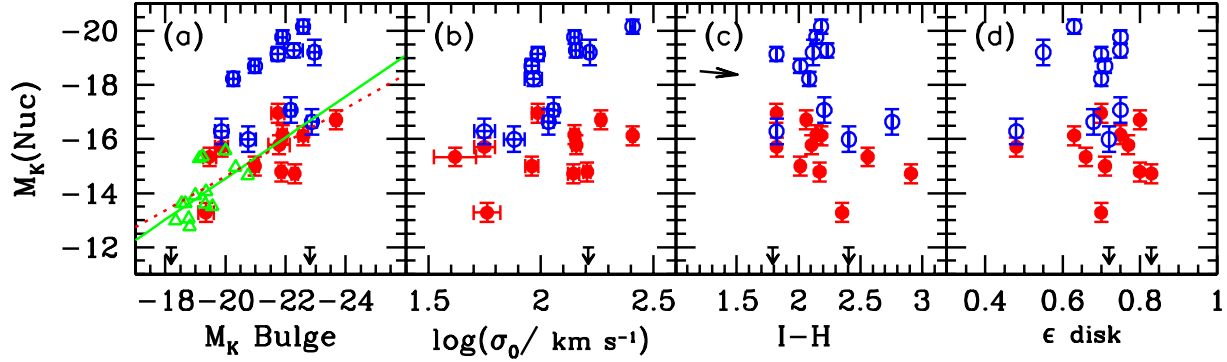 (a) (b) (c) (d)
M_K(Nuc)
−20
−18
−16
−14
−12
−18 −20 −22 −24 1.5 2 2.5 1 1.5 2 2.5 3 0.4 0.6 0.8 1
M_K Bulge log(σ_0/ km s⁻¹) I−H ϵ disk